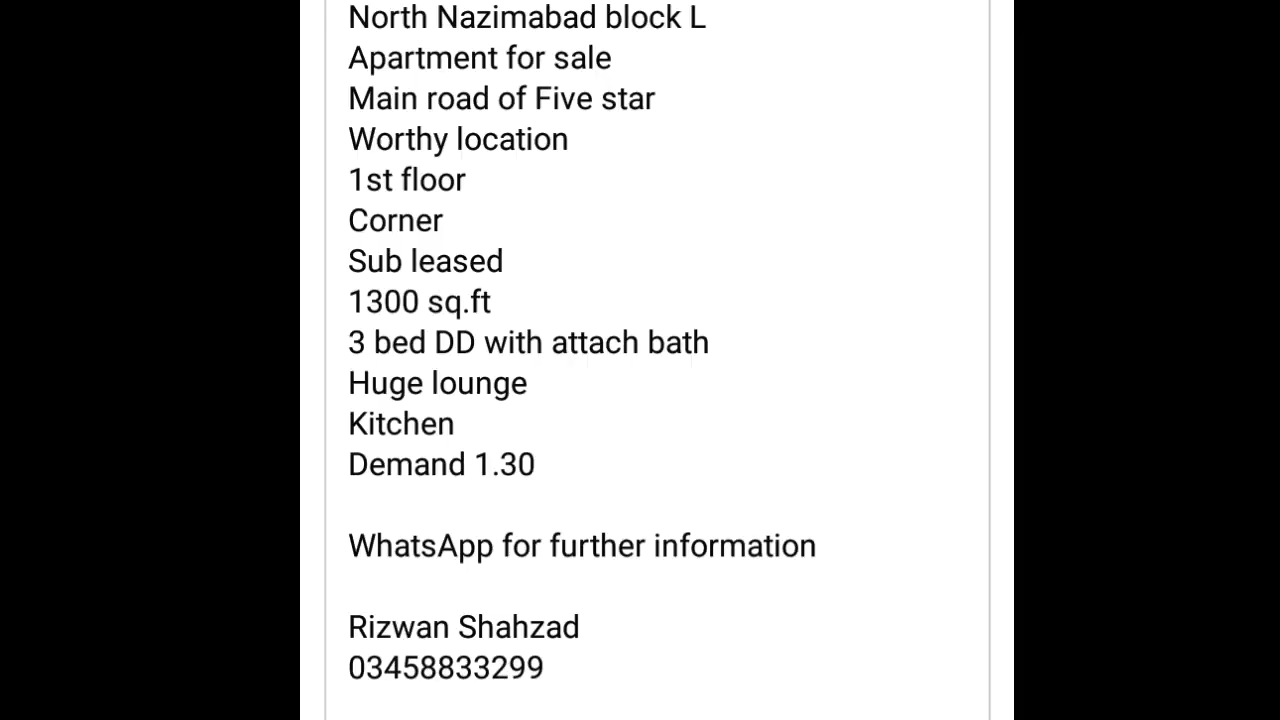 North Nazimabad block L
Apartment for sale
Main road of Five star
Worthy location
1st floor
Corner
Sub leased
1300 sq.ft
3 bed DD with attach bath
Huge lounge
Kitchen
Demand 1.30
WhatsApp for further information
Rizwan Shahzad
03458833299